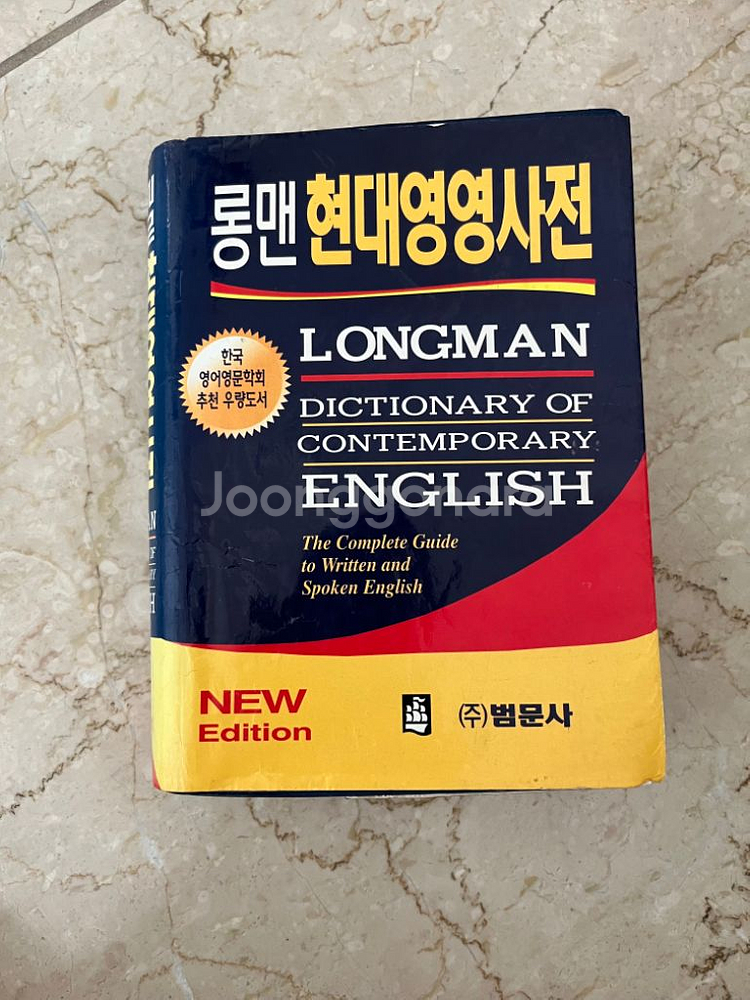 롱맨 현대영영사전
한국
영어영문학회
추천 우량도서
LONGMAN
DICTIONARY OF
CONTEMPORARY
ENGLISH
Joonggonara
The Complete Guide
to Written and
Spoken English
NEW
Edition
(주)범문사